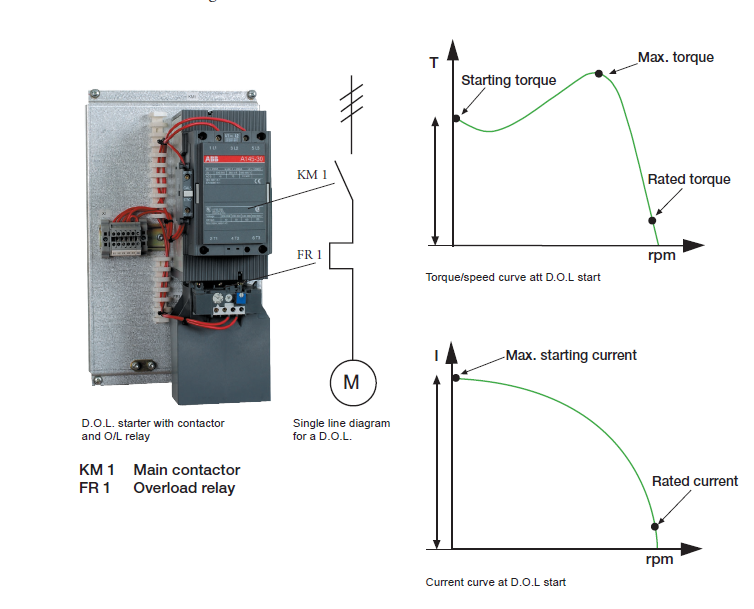 T
Max. torque
Starting torque
ABB
A145-30
KM 1
Rated torque
FR 1
rpm
Torque/speed curve att D.O.L start
I
Max. starting current
M
D.O.L. starter with contactor
and O/L relay
Single line diagram
for a D.O.L.
KM 1 Main contactor
FR 1 Overload relay
Rated current
rpm
Current curve at D.O.L start